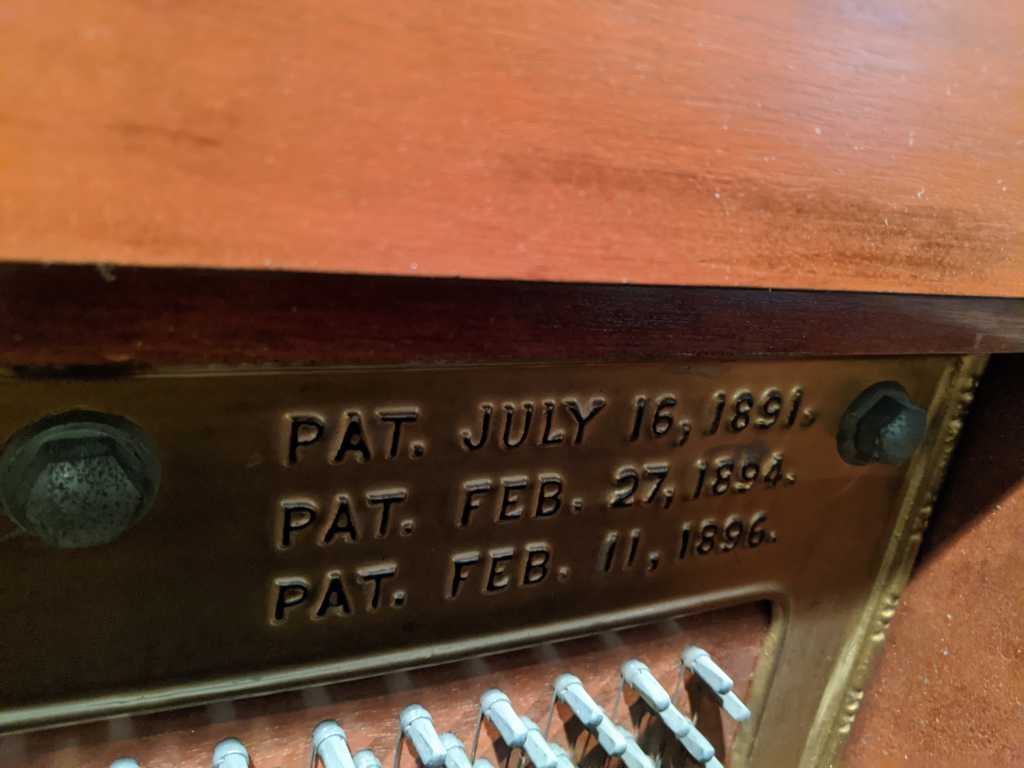 PAT. JULY 16, 1891.
PAT. FEB. 27, 1894.
PAT. FEB. 11, 1896.